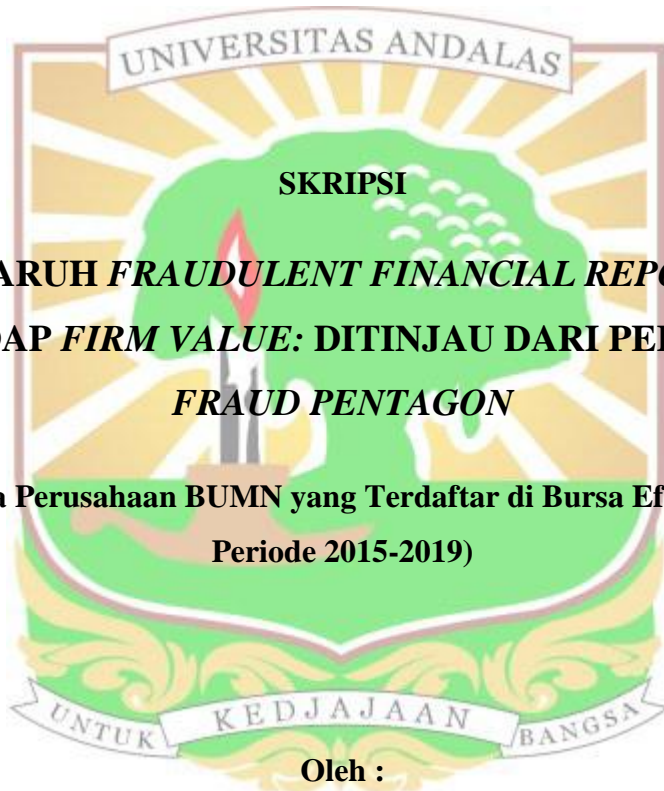 UNIVERSITAS ANDALAS
SKRIPSI
ARUH FRAUDULENT FINANCIAL REPO
DAP FIRM VALUE: DITINJAU DARI PE
FRAUD PENTAGON
a Perusahaan BUMN yang Terdaftar di Bursa Ef
Periode 2015-2019)
UNTUK KEDJAJAAN BANGSA
Oleh :